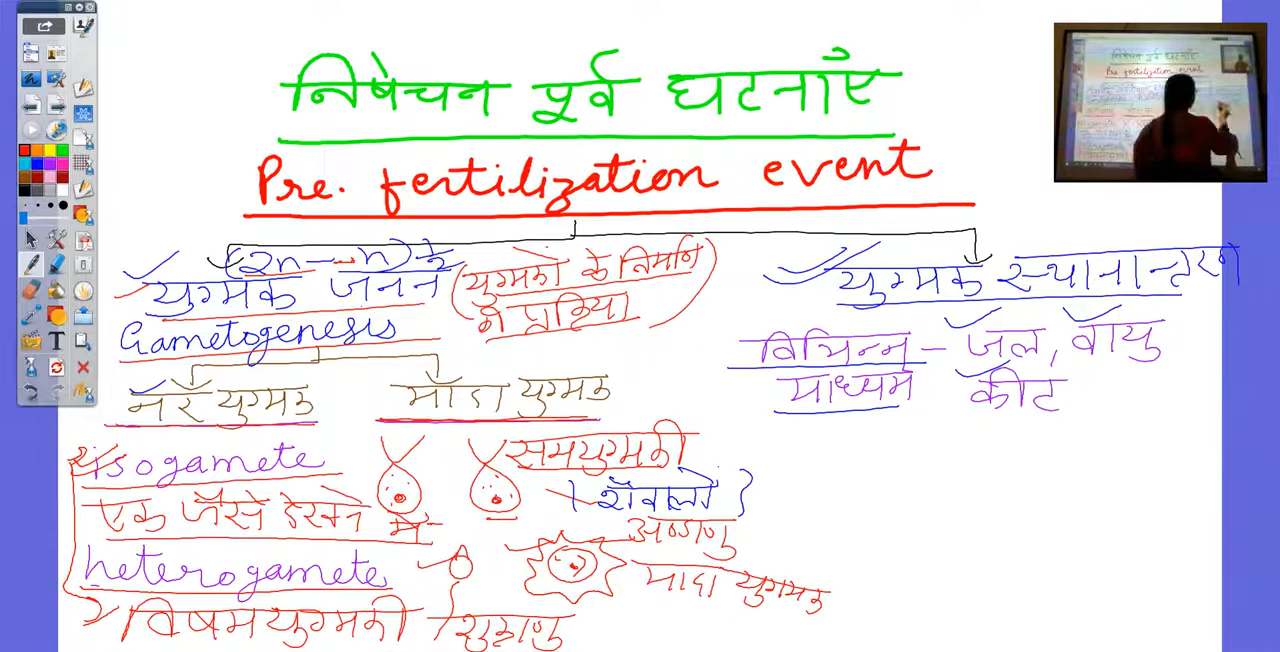 निषेचन पूर्व घटनाएँ
Pre. fertilization event
(2n → n) है
युग्मक जनन (युग्मकों के निर्माण
की प्रक्रिया
Gametogenesis
नर युग्मक
मादा युग्मक
isogamete
समयुग्मकी
एक जैसे देखने में
(शैवालों)
heterogamete
अण्डाणु
मादा युग्मक
विषमयुग्मकी
शुक्राणु
युग्मक स्थानान्तरण
विभिन्न - जल, वायु
माध्यम कीट